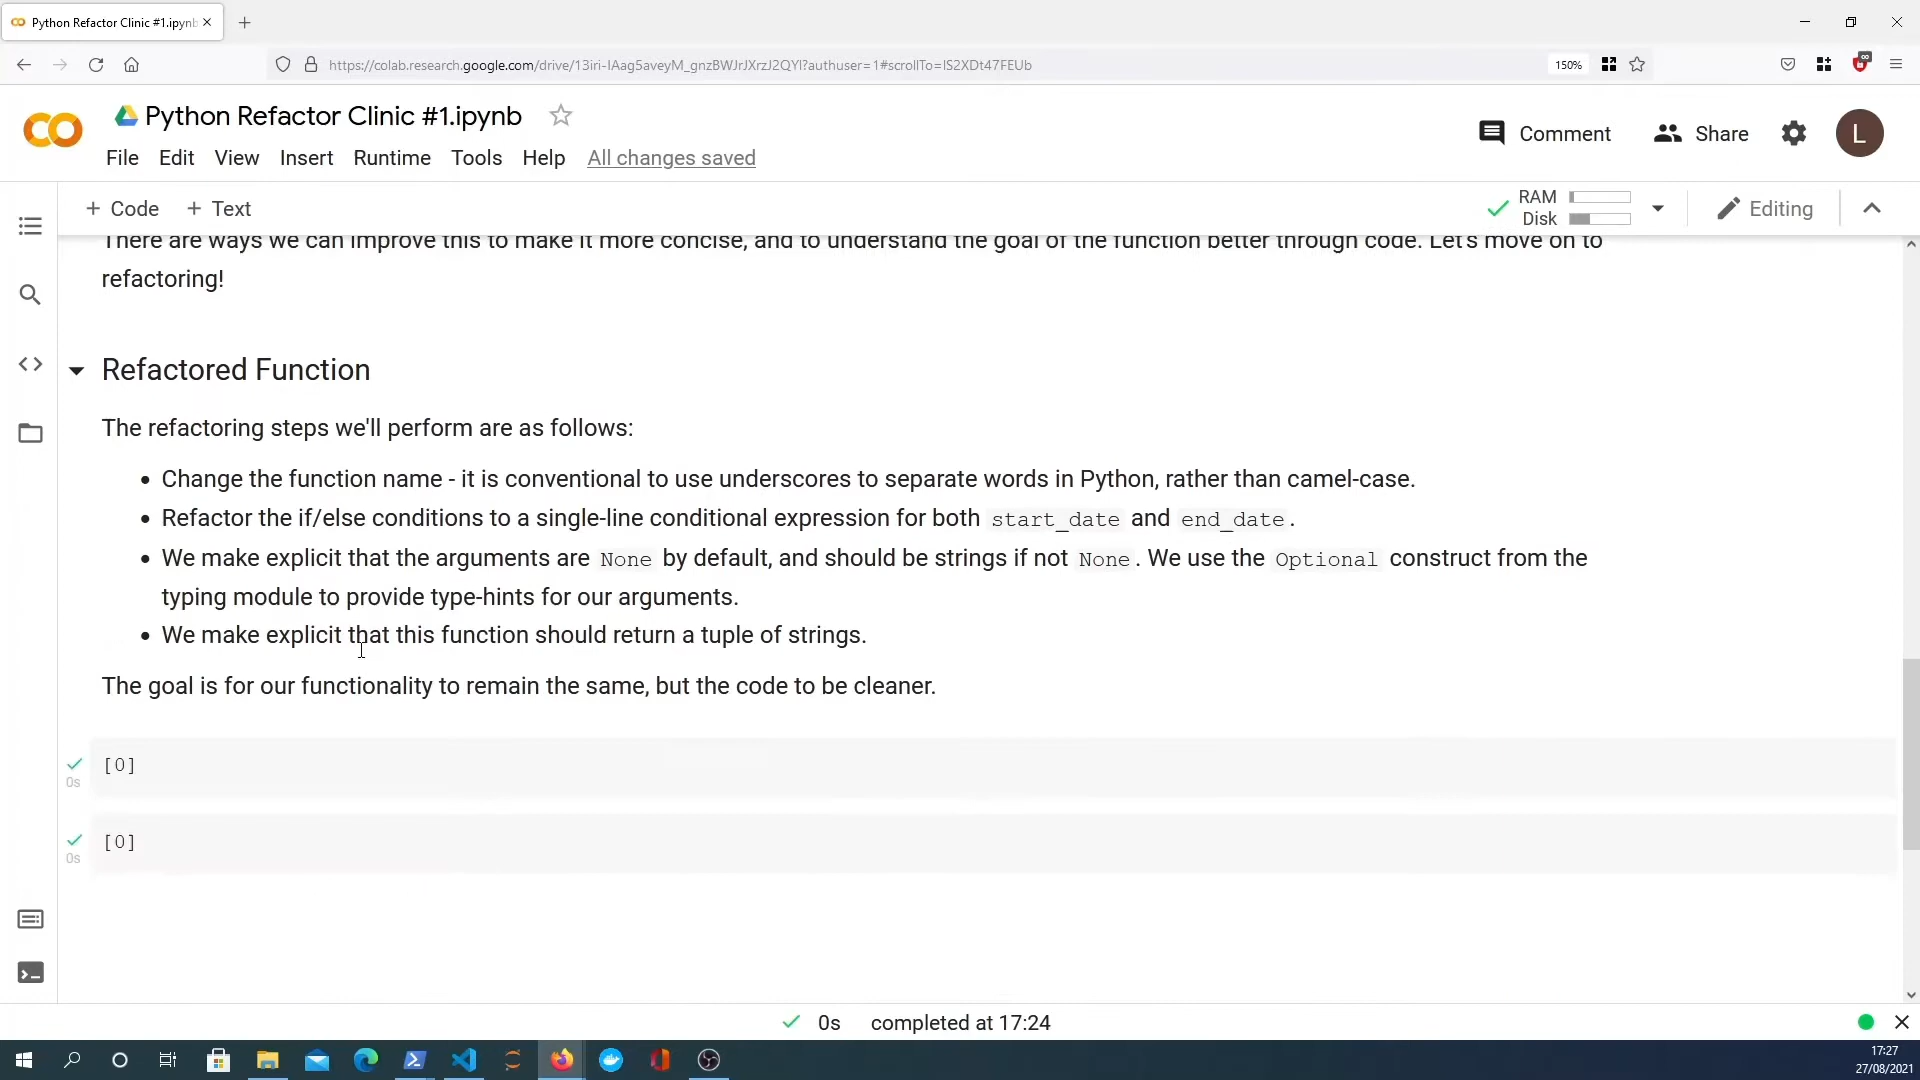 Python Refactor Clinic #1.ipynb
https://colab.research.google.com/drive/13iri-IAag5aveyM_gnzBWJrJXrzJ2QYl?authuser=1#scrollTo=lS2XDt47FEUb
150%
Python Refactor Clinic #1.ipynb
Comment
Share
L
File Edit View Insert Runtime Tools Help All changes saved
+ Code + Text
RAM
Disk
Editing
There are ways we can improve this to make it more concise, and to understand the goal of the function better through code. Let's move on to
refactoring!
Refactored Function
The refactoring steps we'll perform are as follows:
• Change the function name - it is conventional to use underscores to separate words in Python, rather than camel-case.
• Refactor the if/else conditions to a single-line conditional expression for both start_date and end_date.
• We make explicit that the arguments are None by default, and should be strings if not None. We use the Optional construct from the
typing module to provide type-hints for our arguments.
• We make explicit that this function should return a tuple of strings.
The goal is for our functionality to remain the same, but the code to be cleaner.
[0]
0s
[0]
0s
0s completed at 17:24
17:27
27/08/2021